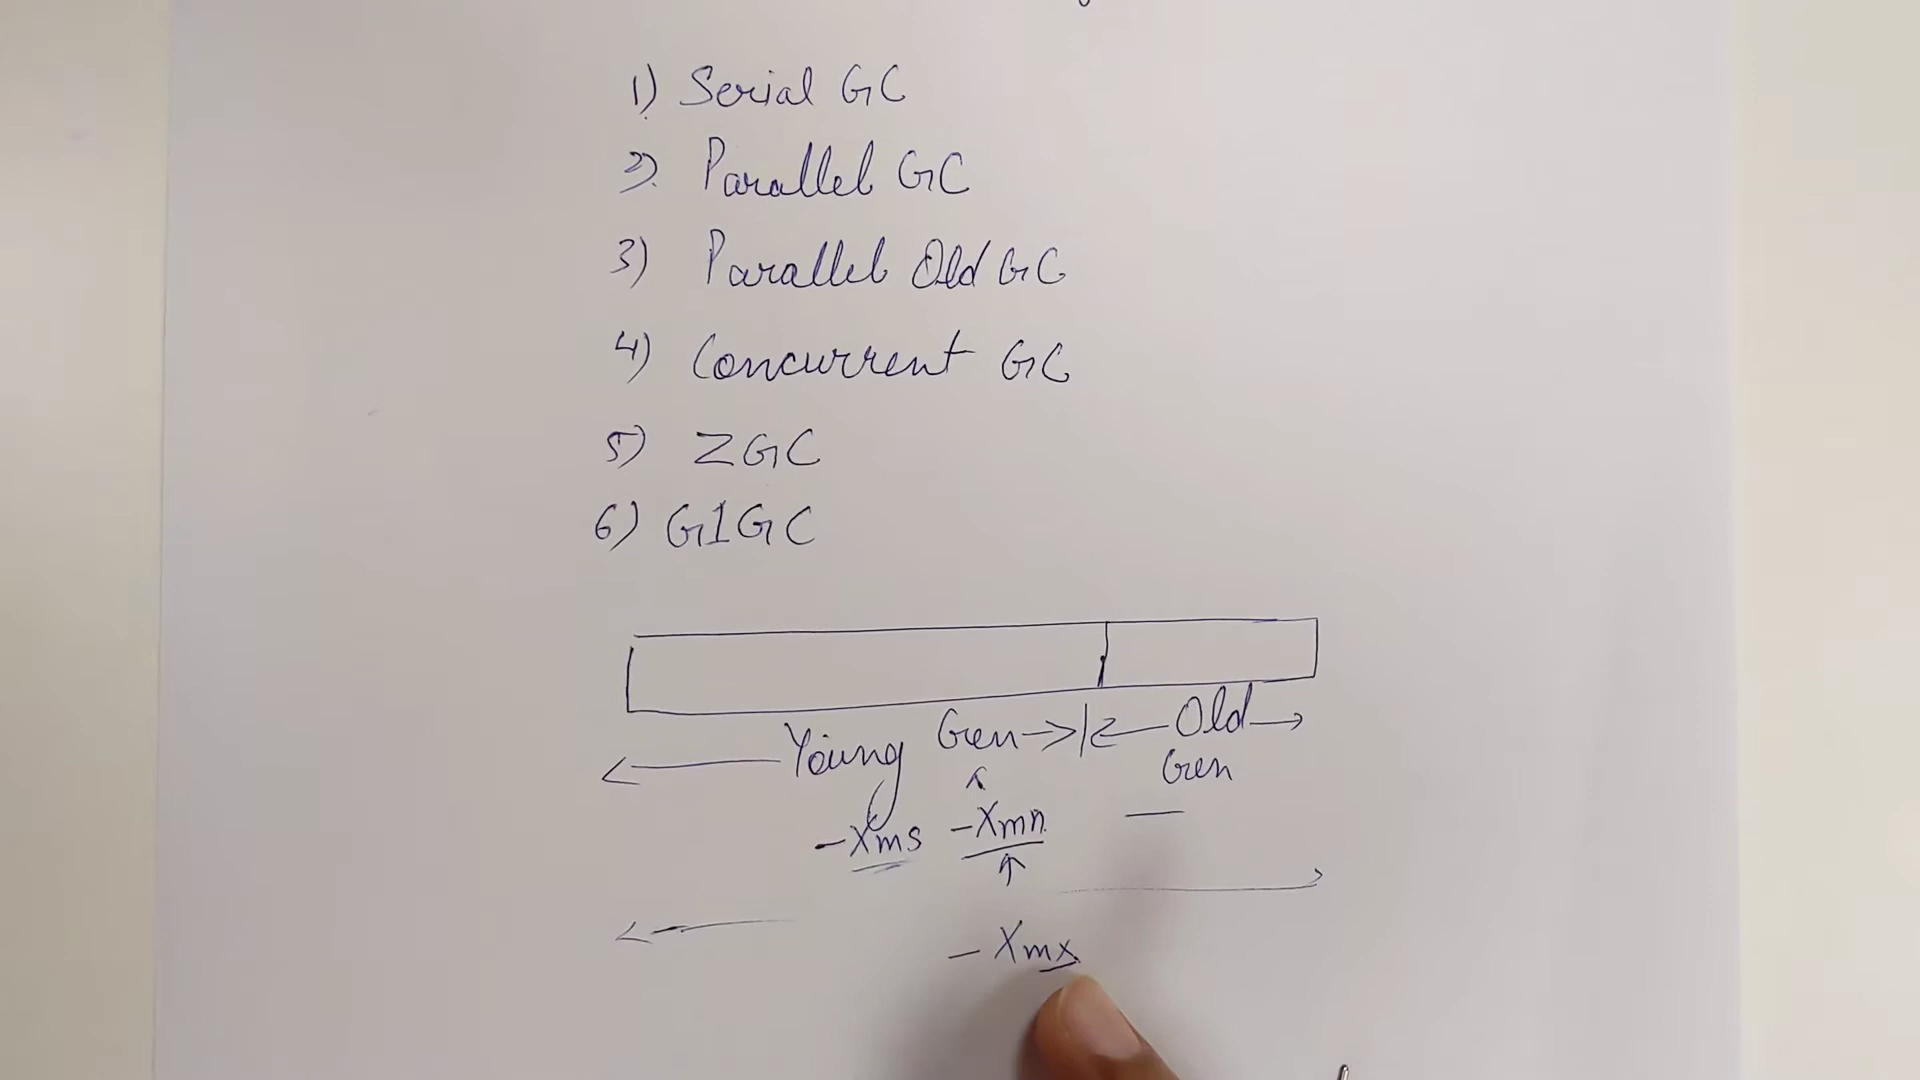 1) Serial GC
2) Parallel GC
3) Parallel Old GC
4) Concurrent GC
5) ZGC
6) G1GC
Young Gen Old
Gen
-Xms -Xmn
-Xmx